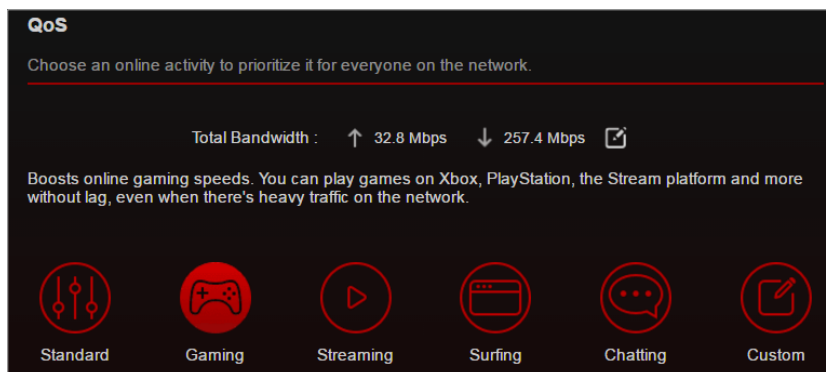 QoS
Choose an online activity to prioritize it for everyone on the network.
Total Bandwidth : 32.8 Mbps 257.4 Mbps
Boosts online gaming speeds. You can play games on Xbox, PlayStation, the Stream platform and more
without lag, even when there's heavy traffic on the network.
Standard Gaming Streaming Surfing Chatting Custom